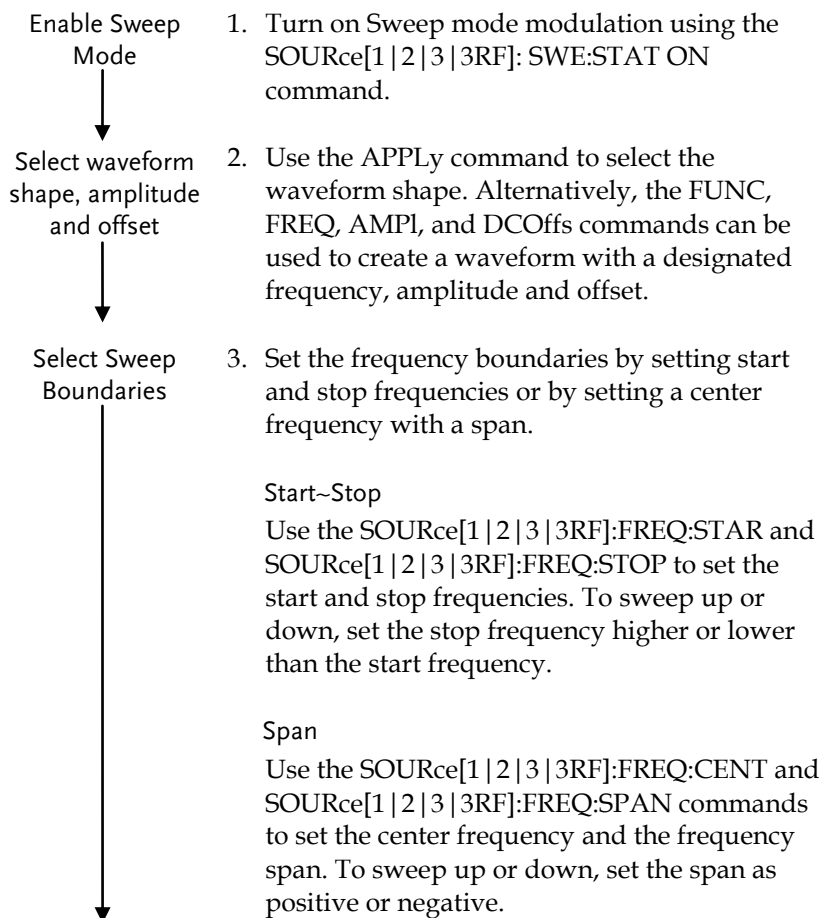 Enable Sweep
Mode
1. Turn on Sweep mode modulation using the
SOURce[1|2|3|3RF]: SWE:STAT ON
command.
Select waveform
shape, amplitude
and offset
2. Use the APPLy command to select the
waveform shape. Alternatively, the FUNC,
FREQ, AMPl, and DCOffs commands can be
used to create a waveform with a designated
frequency, amplitude and offset.
Select Sweep
Boundaries
3. Set the frequency boundaries by setting start
and stop frequencies or by setting a center
frequency with a span.
Start~Stop
Use the SOURce[1|2|3|3RF]:FREQ:STAR and
SOURce[1|2|3|3RF]:FREQ:STOP to set the
start and stop frequencies. To sweep up or
down, set the stop frequency higher or lower
than the start frequency.
Span
Use the SOURce[1|2|3|3RF]:FREQ:CENT and
SOURce[1|2|3|3RF]:FREQ:SPAN commands
to set the center frequency and the frequency
span. To sweep up or down, set the span as
positive or negative.